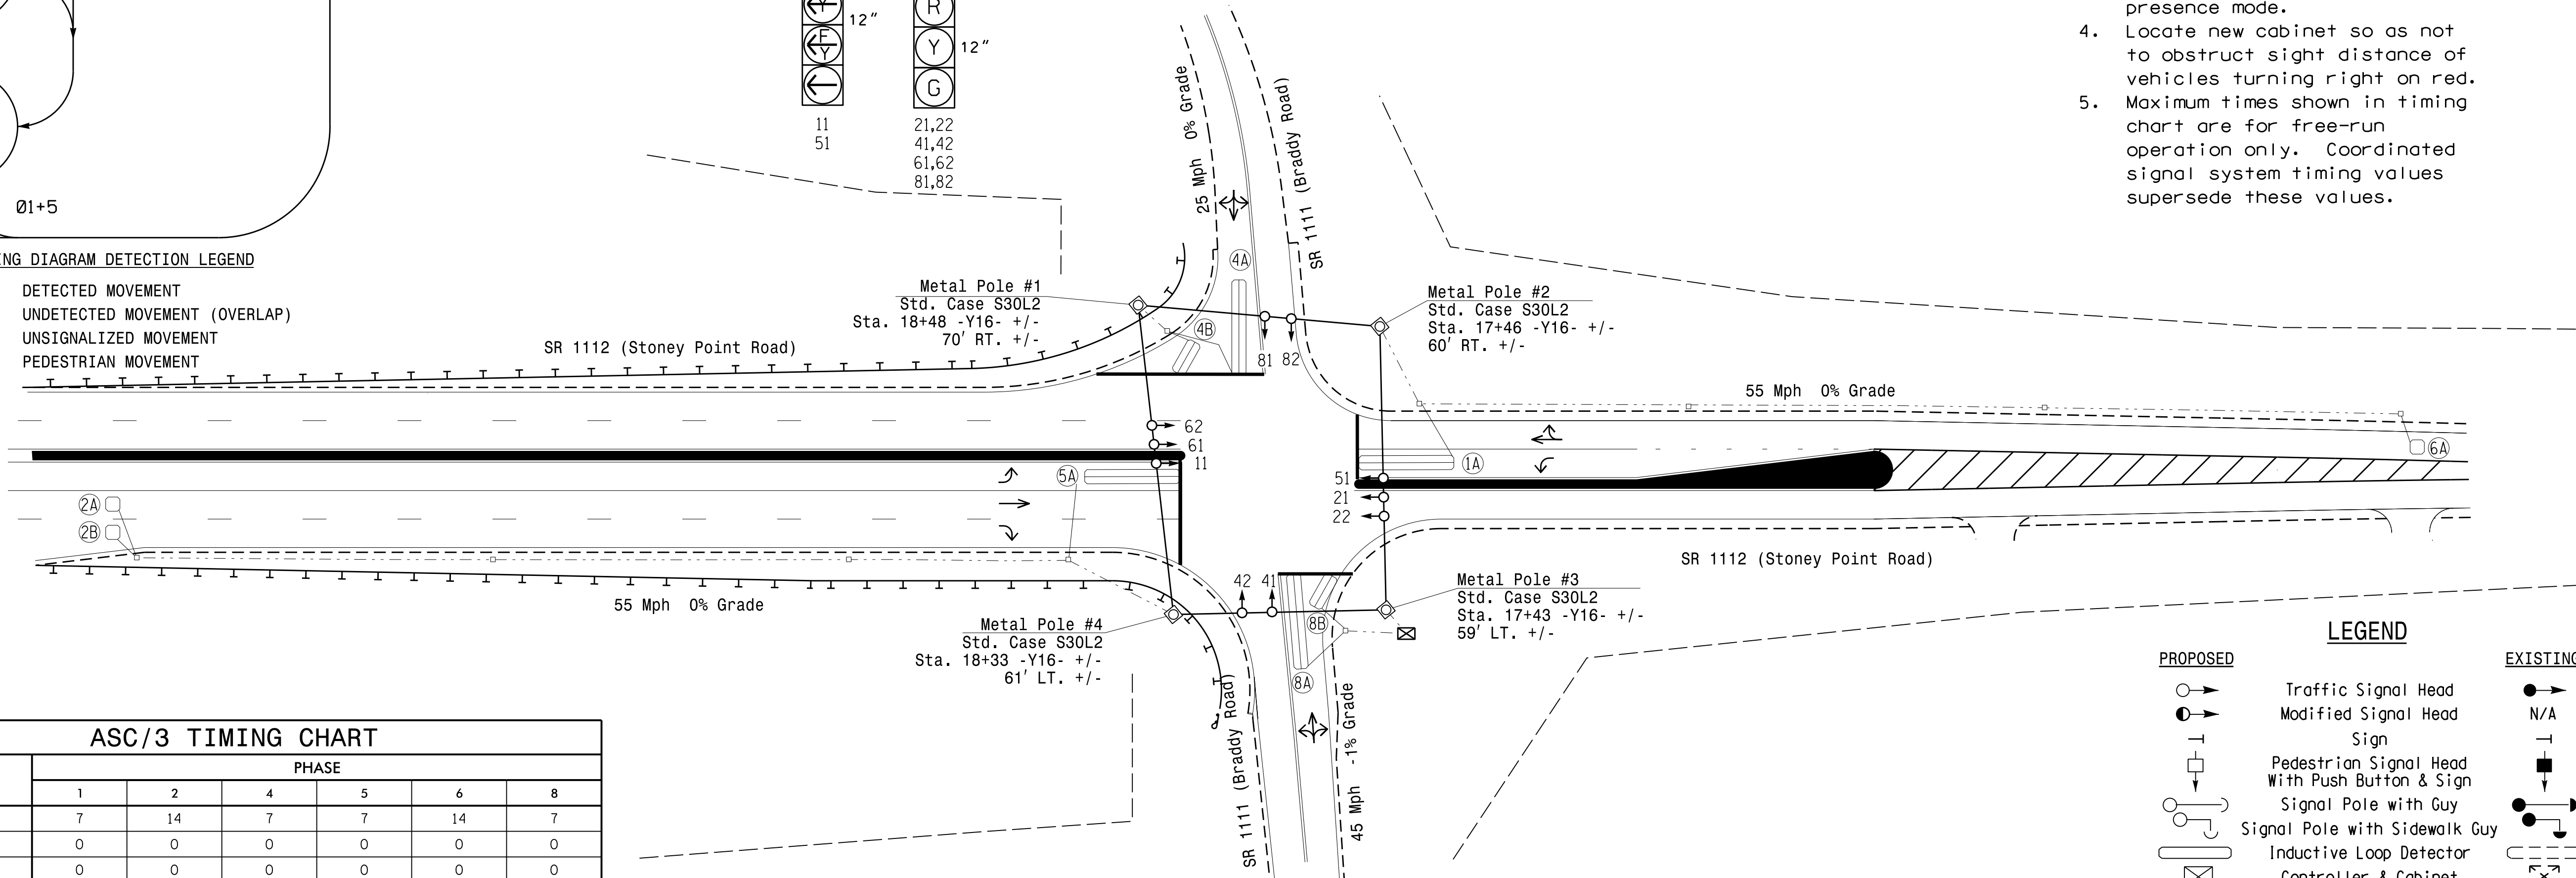 Y
F
Y
12"
R
Y
G
12"
11
51
21,22
41,42
61,62
81,82
Ø1+5
ING DIAGRAM DETECTION LEGEND
DETECTED MOVEMENT
UNDETECTED MOVEMENT (OVERLAP)
UNSIGNALIZED MOVEMENT
PEDESTRIAN MOVEMENT
presence mode.
4. Locate new cabinet so as not
to obstruct sight distance of
vehicles turning right on red.
5. Maximum times shown in timing
chart are for free-run
operation only. Coordinated
signal system timing values
supersede these values.
25 Mph 0% Grade
SR 1111 (Braddy Road)
4A
4B
Metal Pole #1
Std. Case S30L2
Sta. 18+48 -Y16- +/-
70' RT. +/-
Metal Pole #2
Std. Case S30L2
Sta. 17+46 -Y16- +/-
60' RT. +/-
SR 1112 (Stoney Point Road)
81 82
55 Mph 0% Grade
62
61
11
5A
1A
6A
51
21
22
2A
2B
SR 1112 (Stoney Point Road)
55 Mph 0% Grade
42 41
8B
8A
Metal Pole #3
Std. Case S30L2
Sta. 17+43 -Y16- +/-
59' LT. +/-
Metal Pole #4
Std. Case S30L2
Sta. 18+33 -Y16- +/-
61' LT. +/-
SR 1111 (Braddy Road)
45 Mph -1% Grade
ASC/3 TIMING CHART
PHASE
1 2 4 5 6 8
7 14 7 7 14 7
0 0 0 0 0 0
0 0 0 0 0 0
LEGEND
PROPOSED EXISTING
Traffic Signal Head
Modified Signal Head N/A
Sign
Pedestrian Signal Head
With Push Button & Sign
Signal Pole with Guy
Signal Pole with Sidewalk Guy
Inductive Loop Detector
Controller & Cabinet